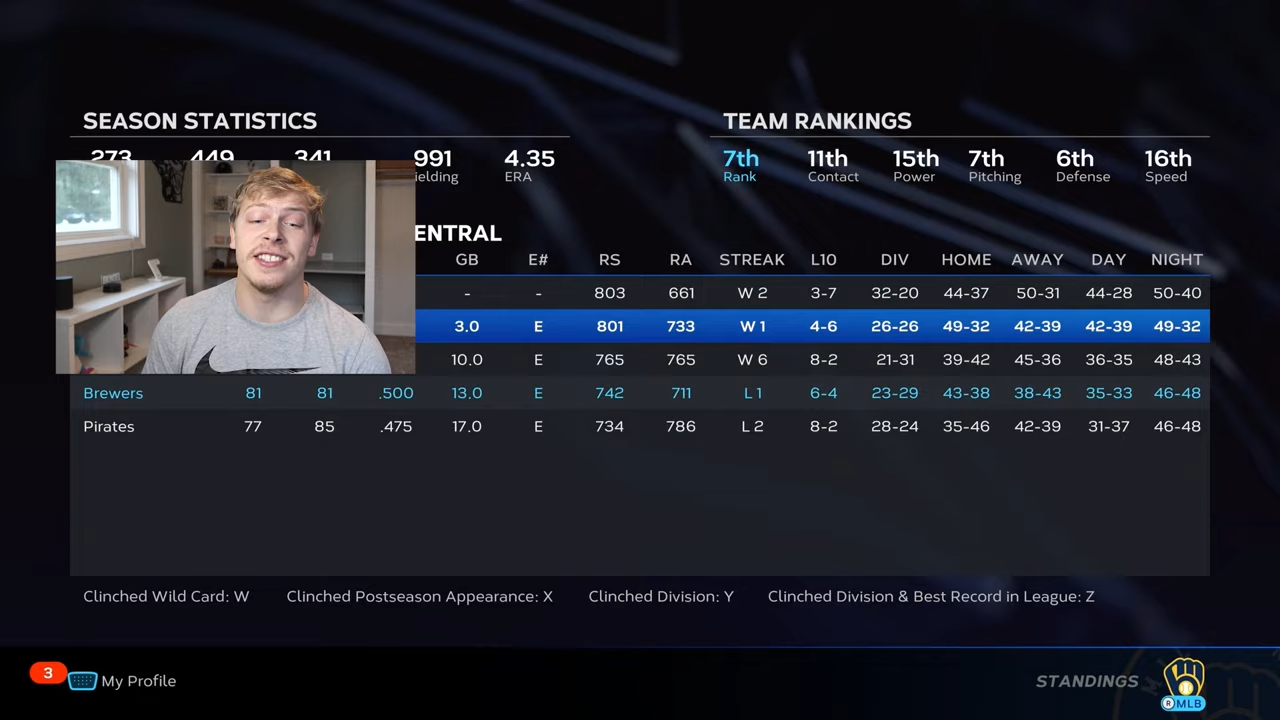 SEASON STATISTICS
TEAM RANKINGS
273 449 341 991 4.35
ielding ERA
7th 11th 15th 7th 6th 16th
Rank Contact Power Pitching Defense Speed
ENTRAL
GB E# RS RA STREAK L10 DIV HOME AWAY DAY NIGHT
- - 803 661 W 2 3-7 32-20 44-37 50-31 44-28 50-40
3.0 E 801 733 W 1 4-6 26-26 49-32 42-39 42-39 49-32
10.0 E 765 765 W 6 8-2 21-31 39-42 45-36 36-35 48-43
Brewers 81 81 .500 13.0 E 742 711 L 1 6-4 23-29 43-38 38-43 35-33 46-48
Pirates 77 85 .475 17.0 E 734 786 L 2 8-2 28-24 35-46 42-39 31-37 46-48
Clinched Wild Card: W Clinched Postseason Appearance: X Clinched Division: Y Clinched Division & Best Record in League: Z
3 My Profile
STANDINGS
R MLB